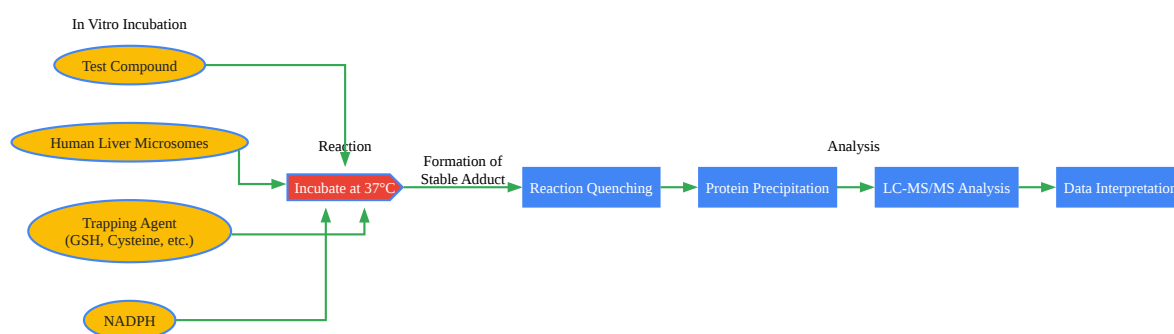 In Vitro Incubation
Test Compound
Human Liver Microsomes
Trapping Agent
(GSH, Cysteine, etc.)
NADPH
Reaction
Incubate at 37°C
Formation of
Stable Adduct
Analysis
Reaction Quenching
Protein Precipitation
LC-MS/MS Analysis
Data Interpretation